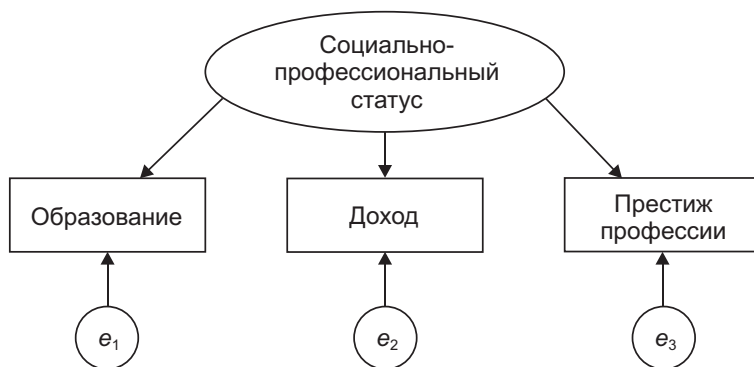 Социально-
профессиональный
статус
Образование
Доход
Престиж
профессии
e₁
e₂
e₃